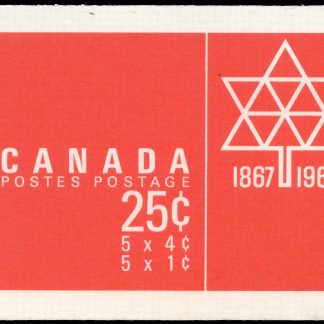 CANADA
POSTES POSTAGE
25¢
5 x 4¢
5 x 1¢
1867 196